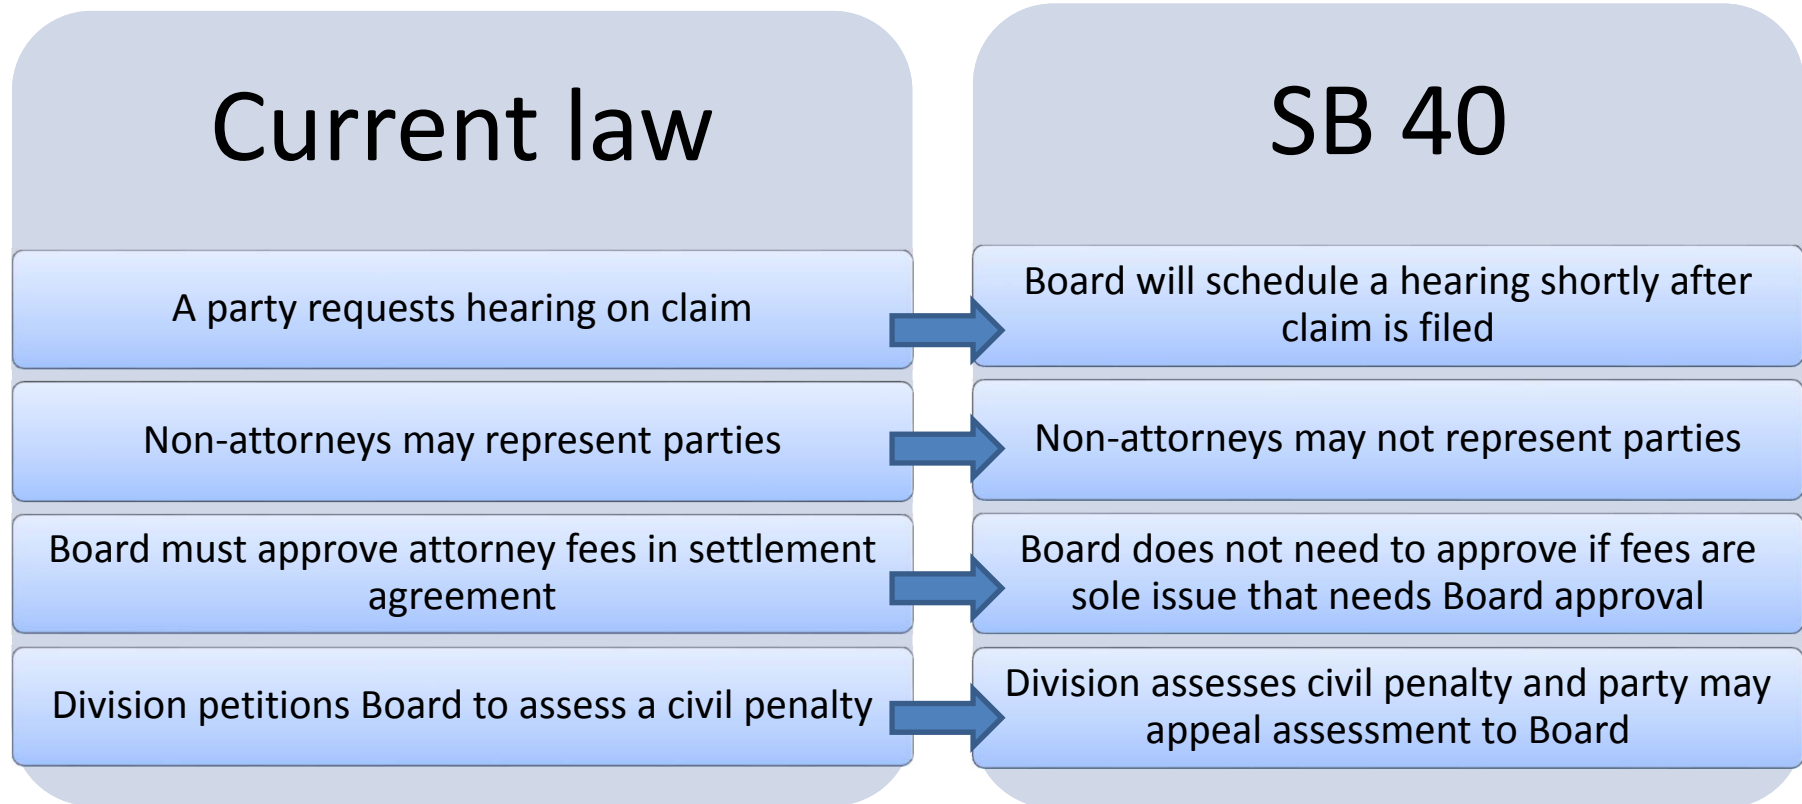 Current law
A party requests hearing on claim
Non-attorneys may represent parties
Board must approve attorney fees in settlement
agreement
Division petitions Board to assess a civil penalty
SB 40
Board will schedule a hearing shortly after
claim is filed
Non-attorneys may not represent parties
Board does not need to approve if fees are
sole issue that needs Board approval
Division assesses civil penalty and party may
appeal assessment to Board